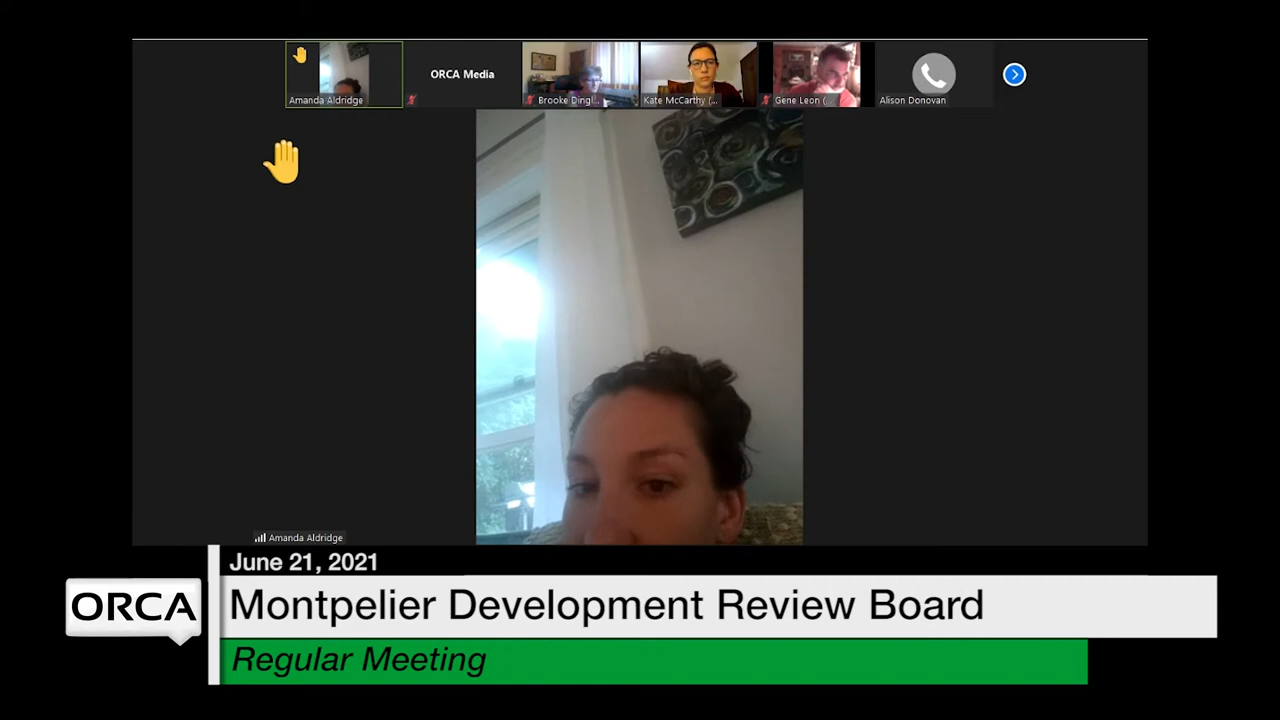 Amanda Aldridge
ORCA Media
Brooke Dingl...
Kate McCarthy (...
Gene Leon (...
Alison Donovan
Amanda Aldridge
June 21, 2021
ORCA
Montpelier Development Review Board
Regular Meeting